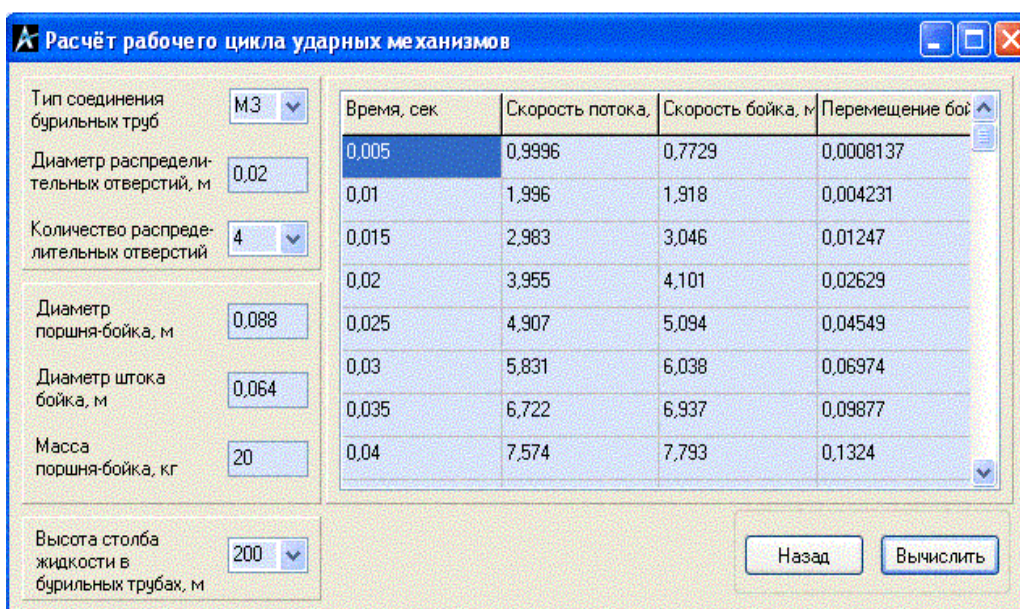 Расчёт рабочего цикла ударных механизмов
Тип соединения
бурильных труб
МЗ
Диаметр распредели-
тельных отверстий, м
0,02
Количество распреде-
лительных отверстий
4
Диаметр
поршня-бойка, м
0,088
Диаметр штока
бойка, м
0,064
Масса
поршня-бойка, кг
20
Высота столба
жидкости в
бурильных трубах, м
200
Время, сек Скорость потока, Скорость бойка, м Перемещение бой
0,005 0,9996 0,7729 0,0008137
0,01 1,996 1,918 0,004231
0,015 2,983 3,046 0,01247
0,02 3,955 4,101 0,02629
0,025 4,907 5,094 0,04549
0,03 5,831 6,038 0,06974
0,035 6,722 6,937 0,09877
0,04 7,574 7,793 0,1324
Назад Вычислить